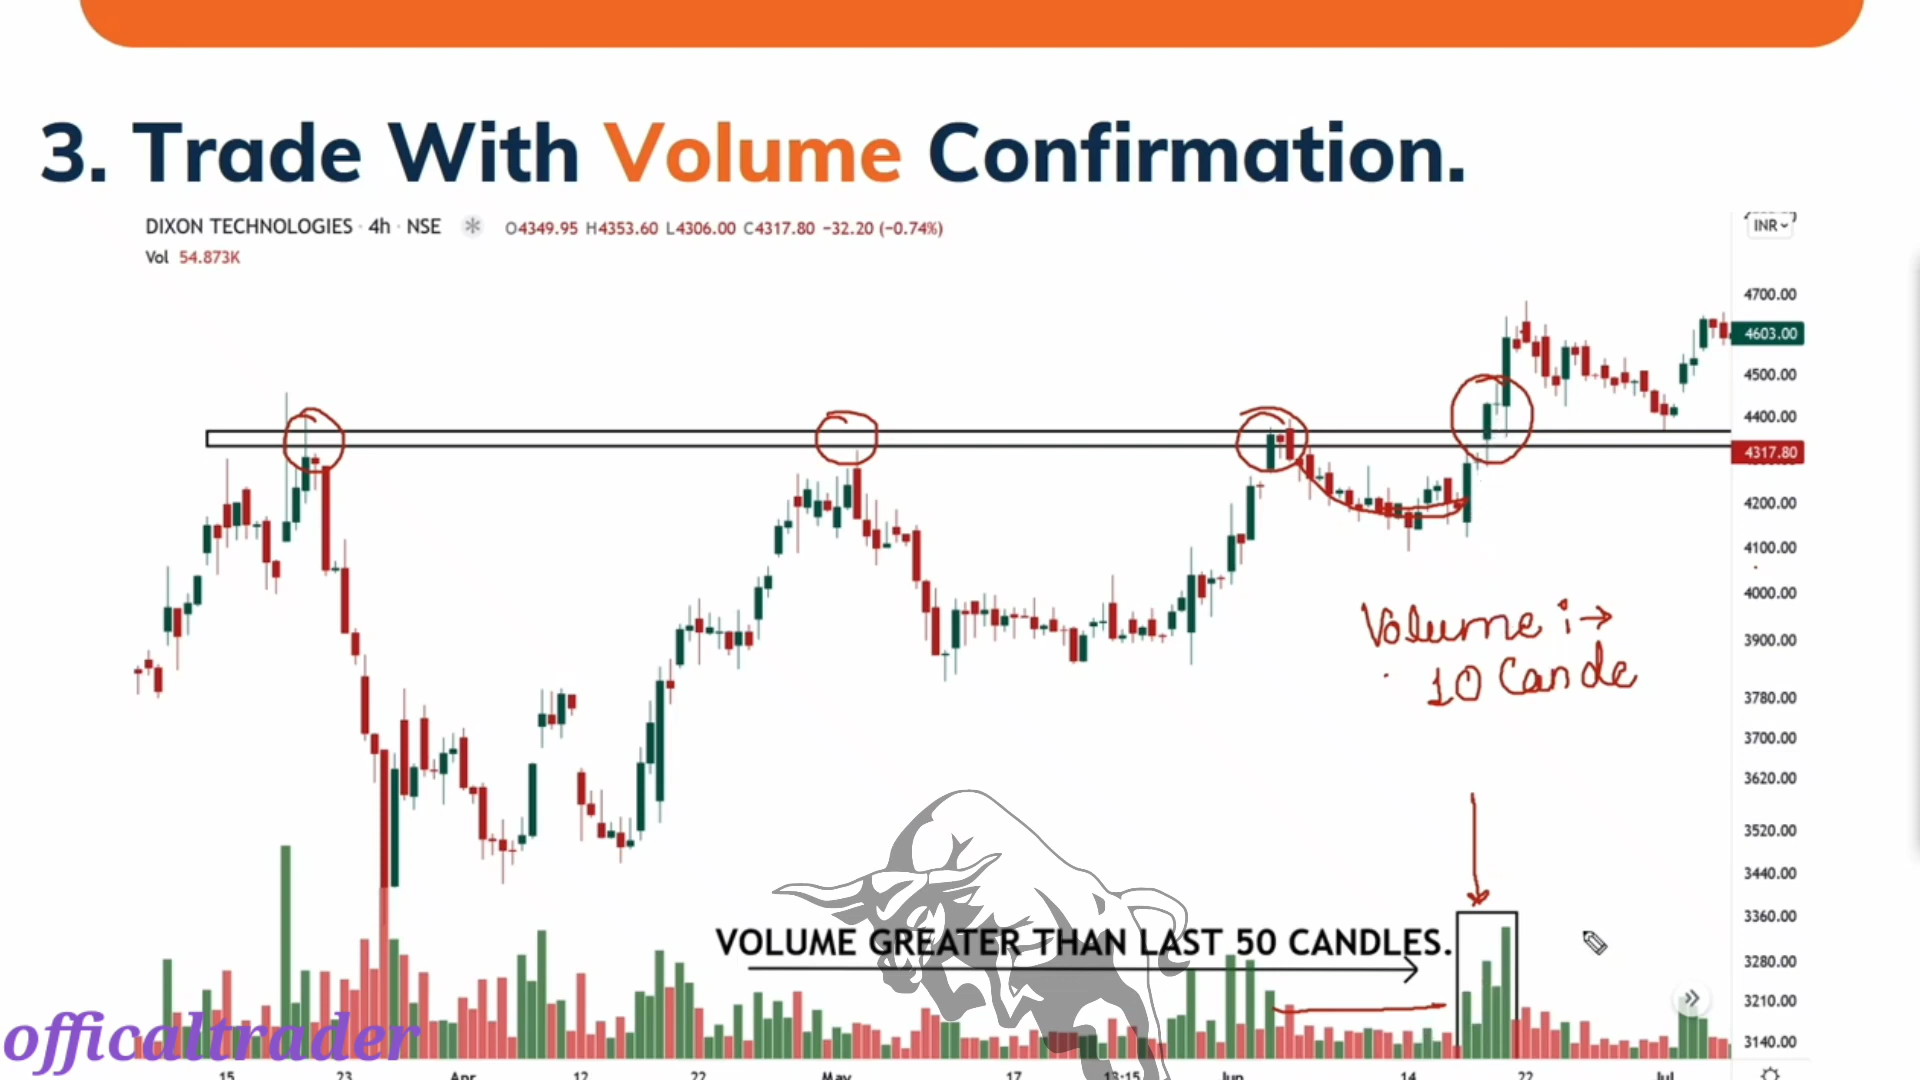 3. Trade With Volume Confirmation.
DIXON TECHNOLOGIES · 4h · NSE O4349.95 H4353.60 L4306.00 C4317.80 −32.20 (−0.74%)
INR
Vol 54.873K
4700.00
4603.00
4500.00
4400.00
4317.80
4200.00
4100.00
4000.00
Volume :→
3900.00
10 Cande
3780.00
3700.00
3620.00
3520.00
3440.00
3360.00
VOLUME GREATER THAN LAST 50 CANDLES.
3280.00
3210.00
officaltrader
3140.00
15 23 Apr 12 22 May 17 13:15 Jun 14 22 Jul